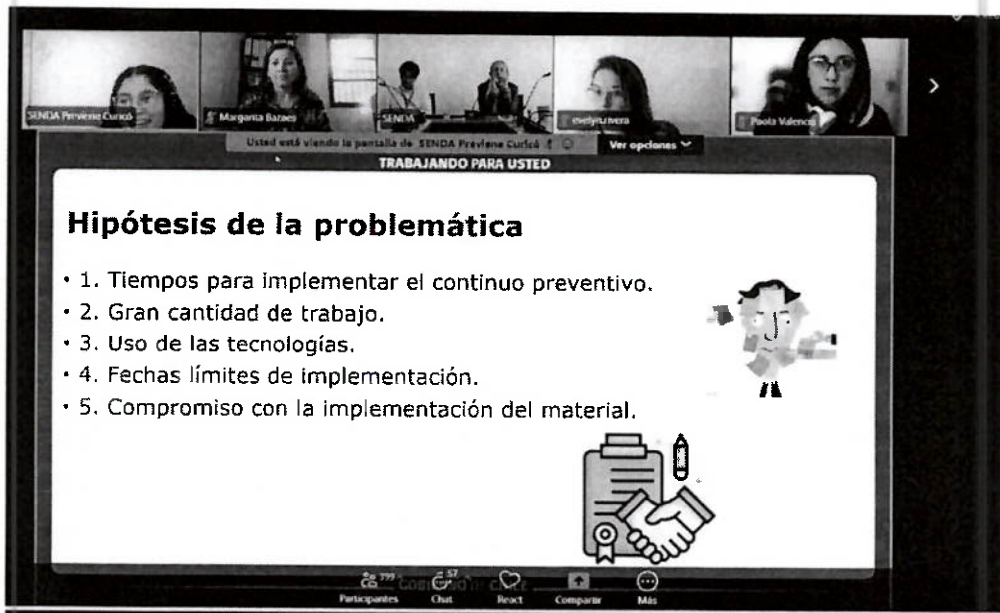 SENDA Previene Curicó
Margarita Bazaes
SENDA
evelyn rivera
Paola Valencia
Usted está viendo la pantalla de SENDA Previene Curicó
Ver opciones
TRABAJANDO PARA USTED
Hipótesis de la problemática
• 1. Tiempos para implementar el continuo preventivo.
• 2. Gran cantidad de trabajo.
• 3. Uso de las tecnologías.
• 4. Fechas límites de implementación.
• 5. Compromiso con la implementación del material.
399
57
Participantes
Chat
React
Compartir
Más